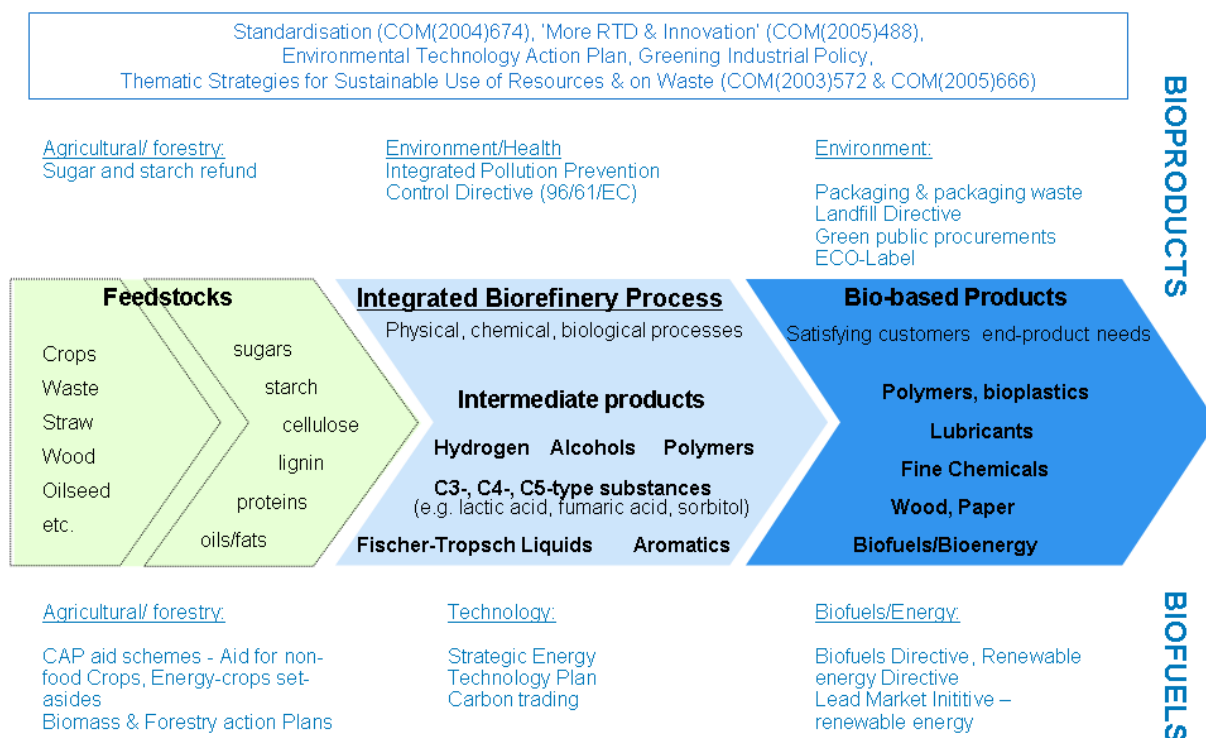 Standardisation (COM(2004)674), 'More RTD & Innovation' (COM(2005)488),
Environmental Technology Action Plan, Greening Industrial Policy,
Thematic Strategies for Sustainable Use of Resources & on Waste (COM(2003)572 & COM(2005)666)
BIOPRODUCTS
Agricultural/ forestry:
Sugar and starch refund
Environment/Health
Integrated Pollution Prevention
Control Directive (96/61/EC)
Environment:
Packaging & packaging waste
Landfill Directive
Green public procurements
ECO-Label
Feedstocks
Crops
Waste
Straw
Wood
Oilseed
etc.
sugars
starch
cellulose
lignin
proteins
oils/fats
Integrated Biorefinery Process
Physical, chemical, biological processes
Intermediate products
Hydrogen Alcohols Polymers
C3-, C4-, C5-type substances
(e.g. lactic acid, fumaric acid, sorbitol)
Fischer-Tropsch Liquids Aromatics
Bio-based Products
Satisfying customers end-product needs
Polymers, bioplastics
Lubricants
Fine Chemicals
Wood, Paper
Biofuels/Bioenergy
Agricultural/ forestry:
CAP aid schemes - Aid for non-
food Crops, Energy-crops set-
asides
Biomass & Forestry action Plans
Technology:
Strategic Energy
Technology Plan
Carbon trading
Biofuels/Energy:
Biofuels Directive, Renewable
energy Directive
Lead Market Inititive –
renewable energy
BIOFUELS